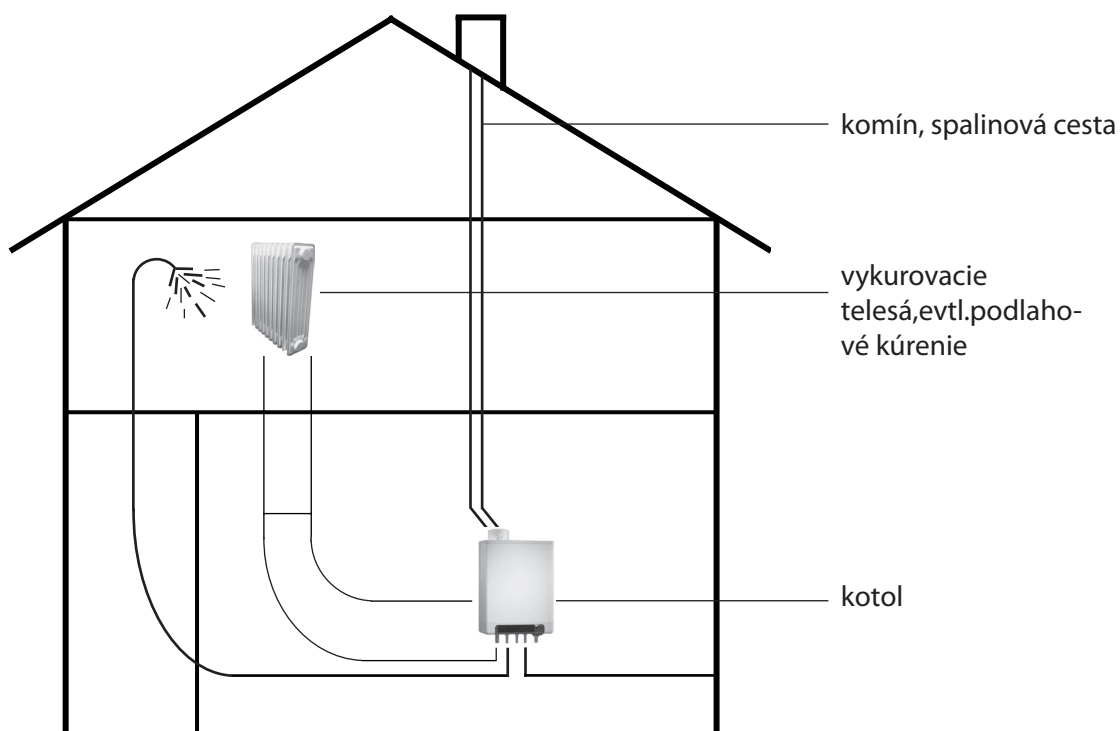 komín, spalinová cesta
vykurovacie
telesá,evtl.podlaho-
vé kúrenie
kotol